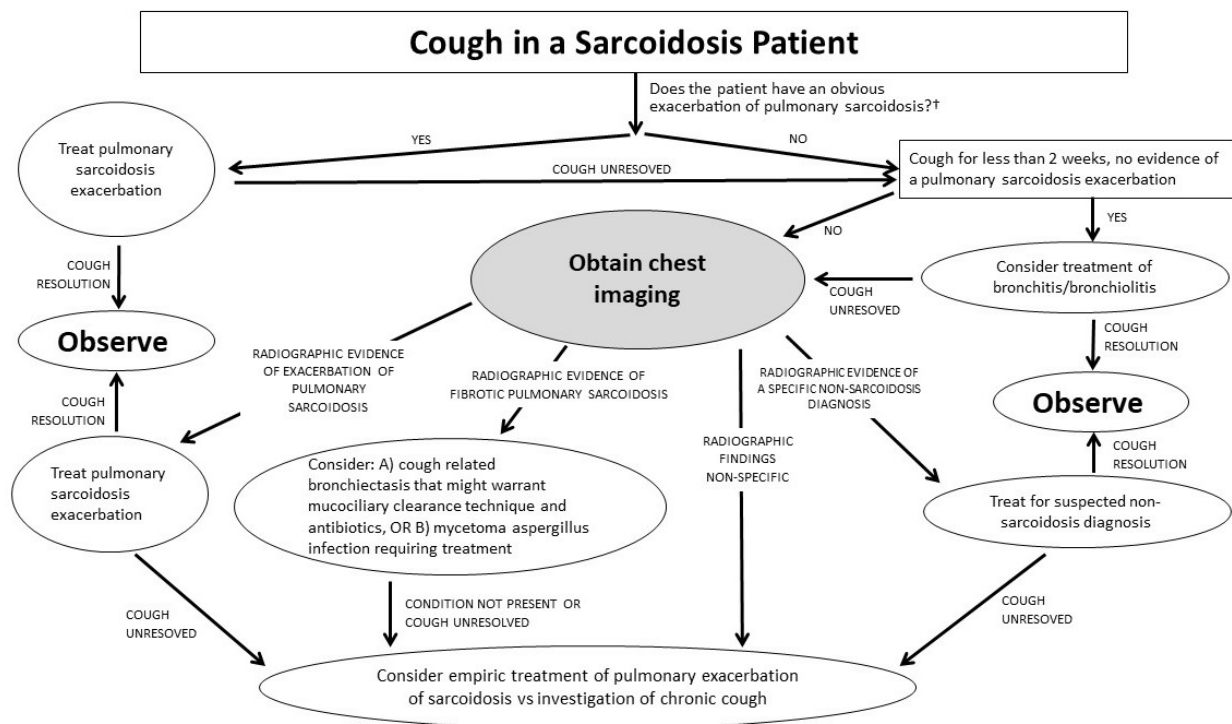 Cough in a Sarcoidosis Patient
Does the patient have an obvious
exacerbation of pulmonary sarcoidosis?†
YES
NO
Treat pulmonary
sarcoidosis
exacerbation
COUGH UNRESOVED
Cough for less than 2 weeks, no evidence of
a pulmonary sarcoidosis exacerbation
NO
YES
COUGH
RESOLUTION
Obtain chest
imaging
COUGH
UNRESOVED
Consider treatment of
bronchitis/bronchiolitis
Observe
COUGH
RESOLUTION
RADIOGRAPHIC EVIDENCE
OF EXACERBATION OF
PULMONARY
SARCOIDOSIS
RADIOGRAPHIC EVIDENCE OF
FIBROTIC PULMONARY SARCOIDOSIS
RADIOGRAPHIC
FINDINGS
NON-SPECIFIC
RADIOGRAPHIC EVIDENCE OF
A SPECIFIC NON-SARCOIDOSIS
DIAGNOSIS
COUGH
RESOLUTION
Observe
COUGH
RESOLUTION
Treat pulmonary
sarcoidosis
exacerbation
Consider: A) cough related
bronchiectasis that might warrant
mucociliary clearance technique and
antibiotics, OR B) mycetoma aspergillus
infection requiring treatment
Treat for suspected non-
sarcoidosis diagnosis
COUGH
UNRESOVED
CONDITION NOT PRESENT OR
COUGH UNRESOLVED
COUGH
UNRESOVED
Consider empiric treatment of pulmonary exacerbation
of sarcoidosis vs investigation of chronic cough